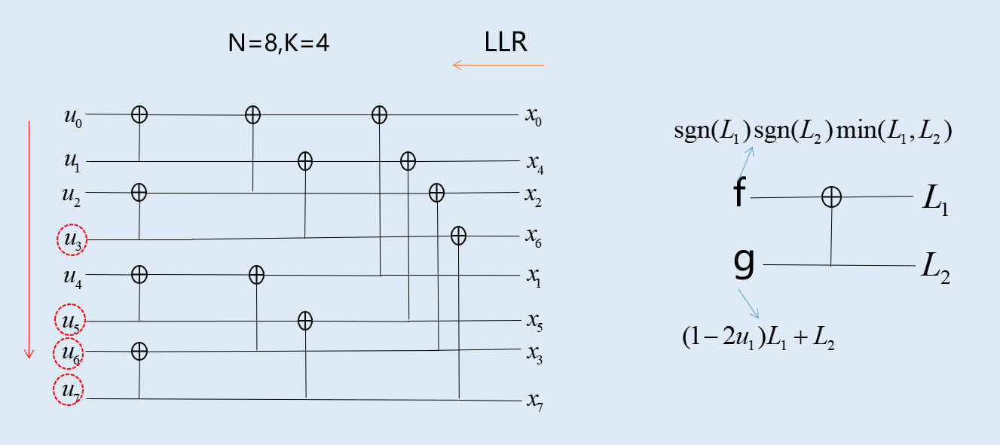 N=8,K=4
LLR
u₀ x₀
u₁ x₄
u₂ x₂
u₃ x₆
u₄ x₁
u₅ x₅
u₆ x₃
u₇ x₇
sgn(L₁)sgn(L₂)min(L₁,L₂)
f L₁
g L₂
(1−2u₁)L₁+L₂